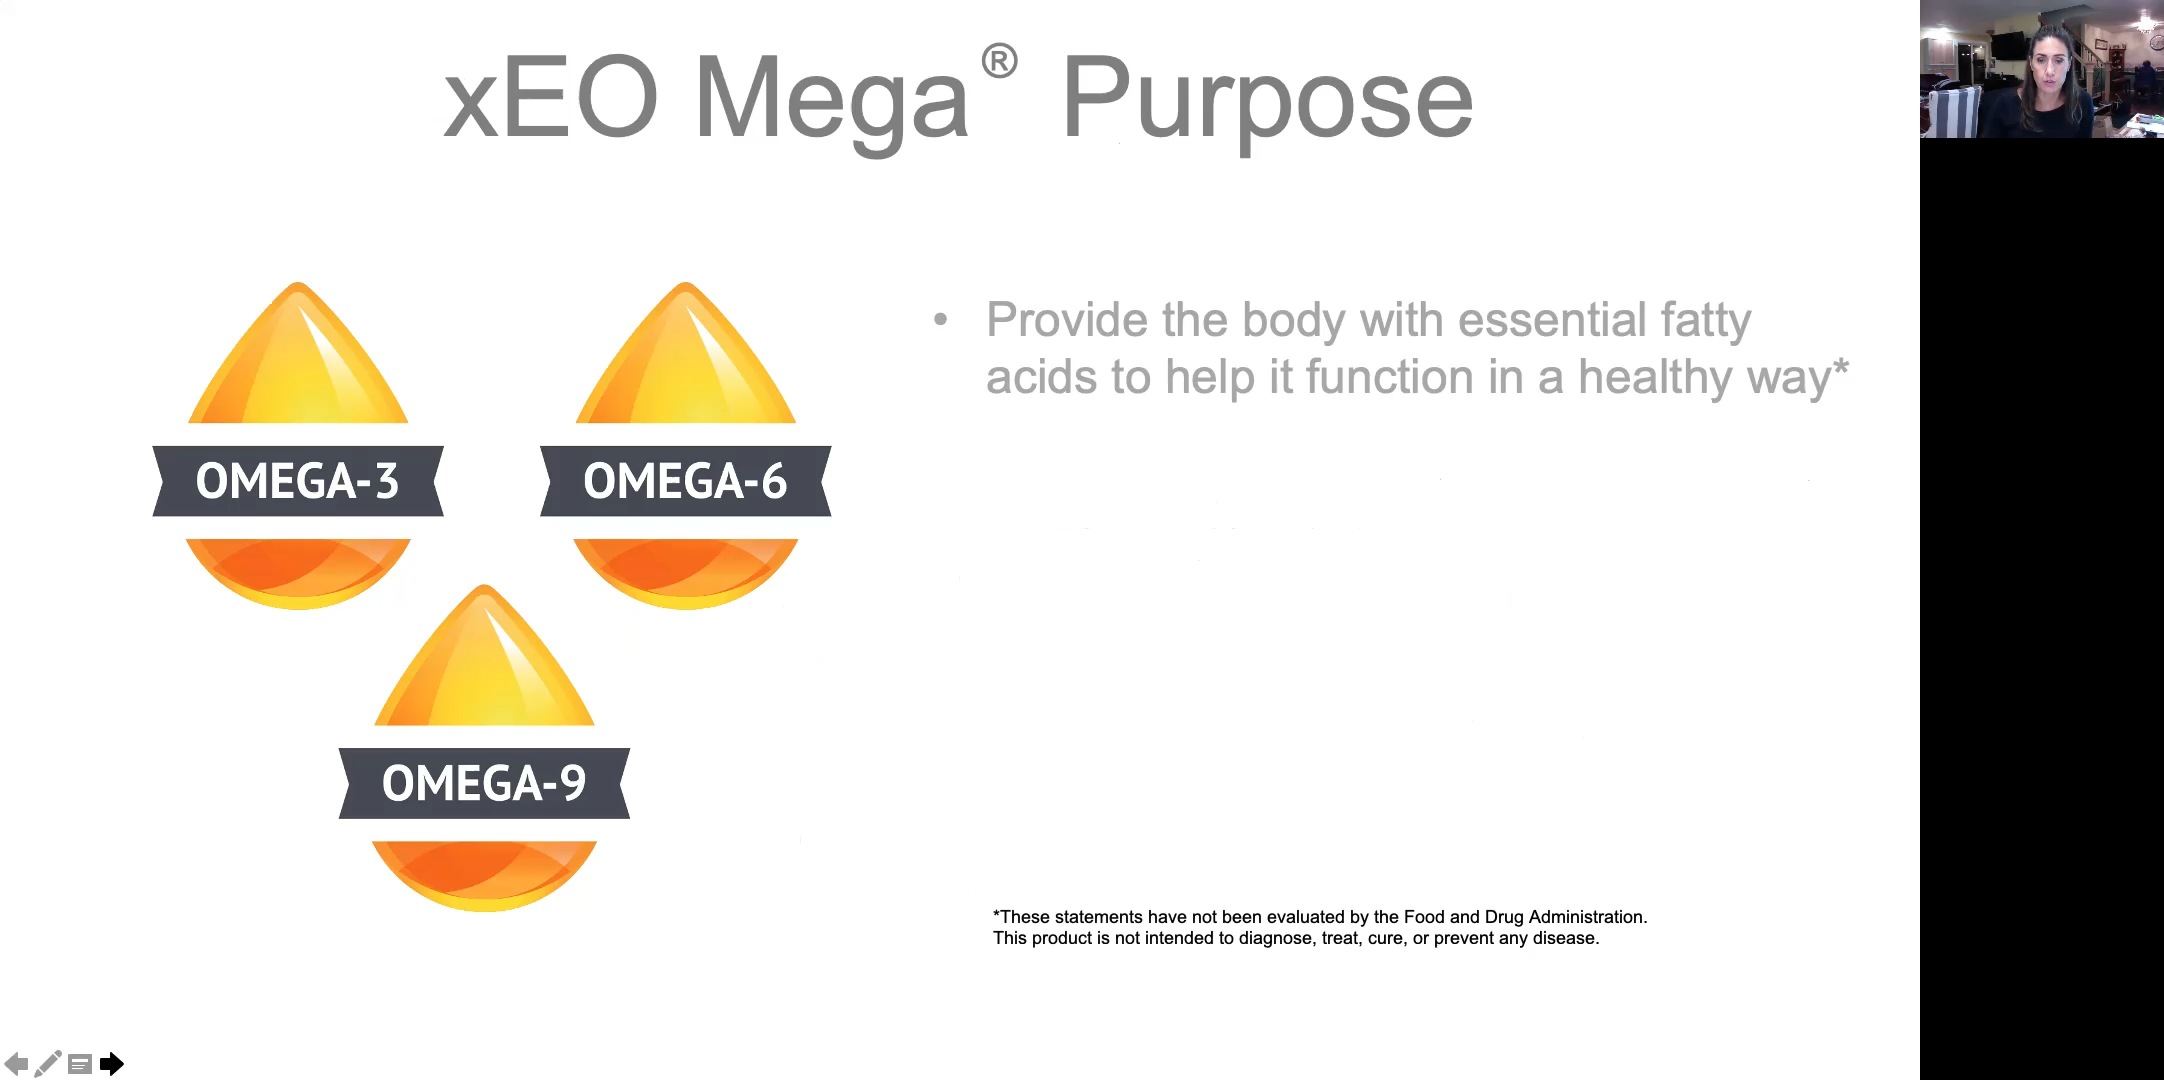 xEO Mega® Purpose
OMEGA-3
OMEGA-6
OMEGA-9
• Provide the body with essential fatty
acids to help it function in a healthy way*
*These statements have not been evaluated by the Food and Drug Administration.
This product is not intended to diagnose, treat, cure, or prevent any disease.